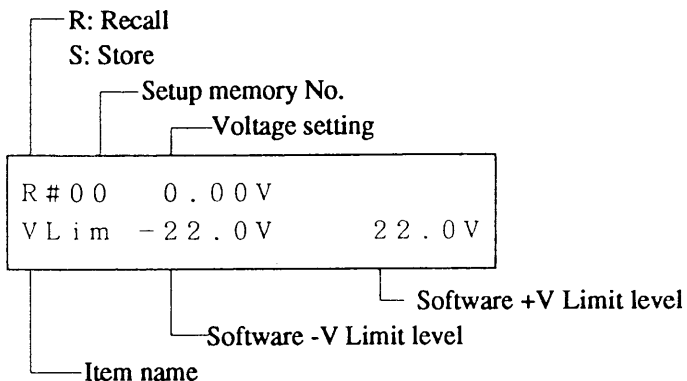 R: Recall
S: Store
Setup memory No.
Voltage setting
R#00 0.00V
VLim -22.0V 22.0V
Software +V Limit level
Software -V Limit level
Item name